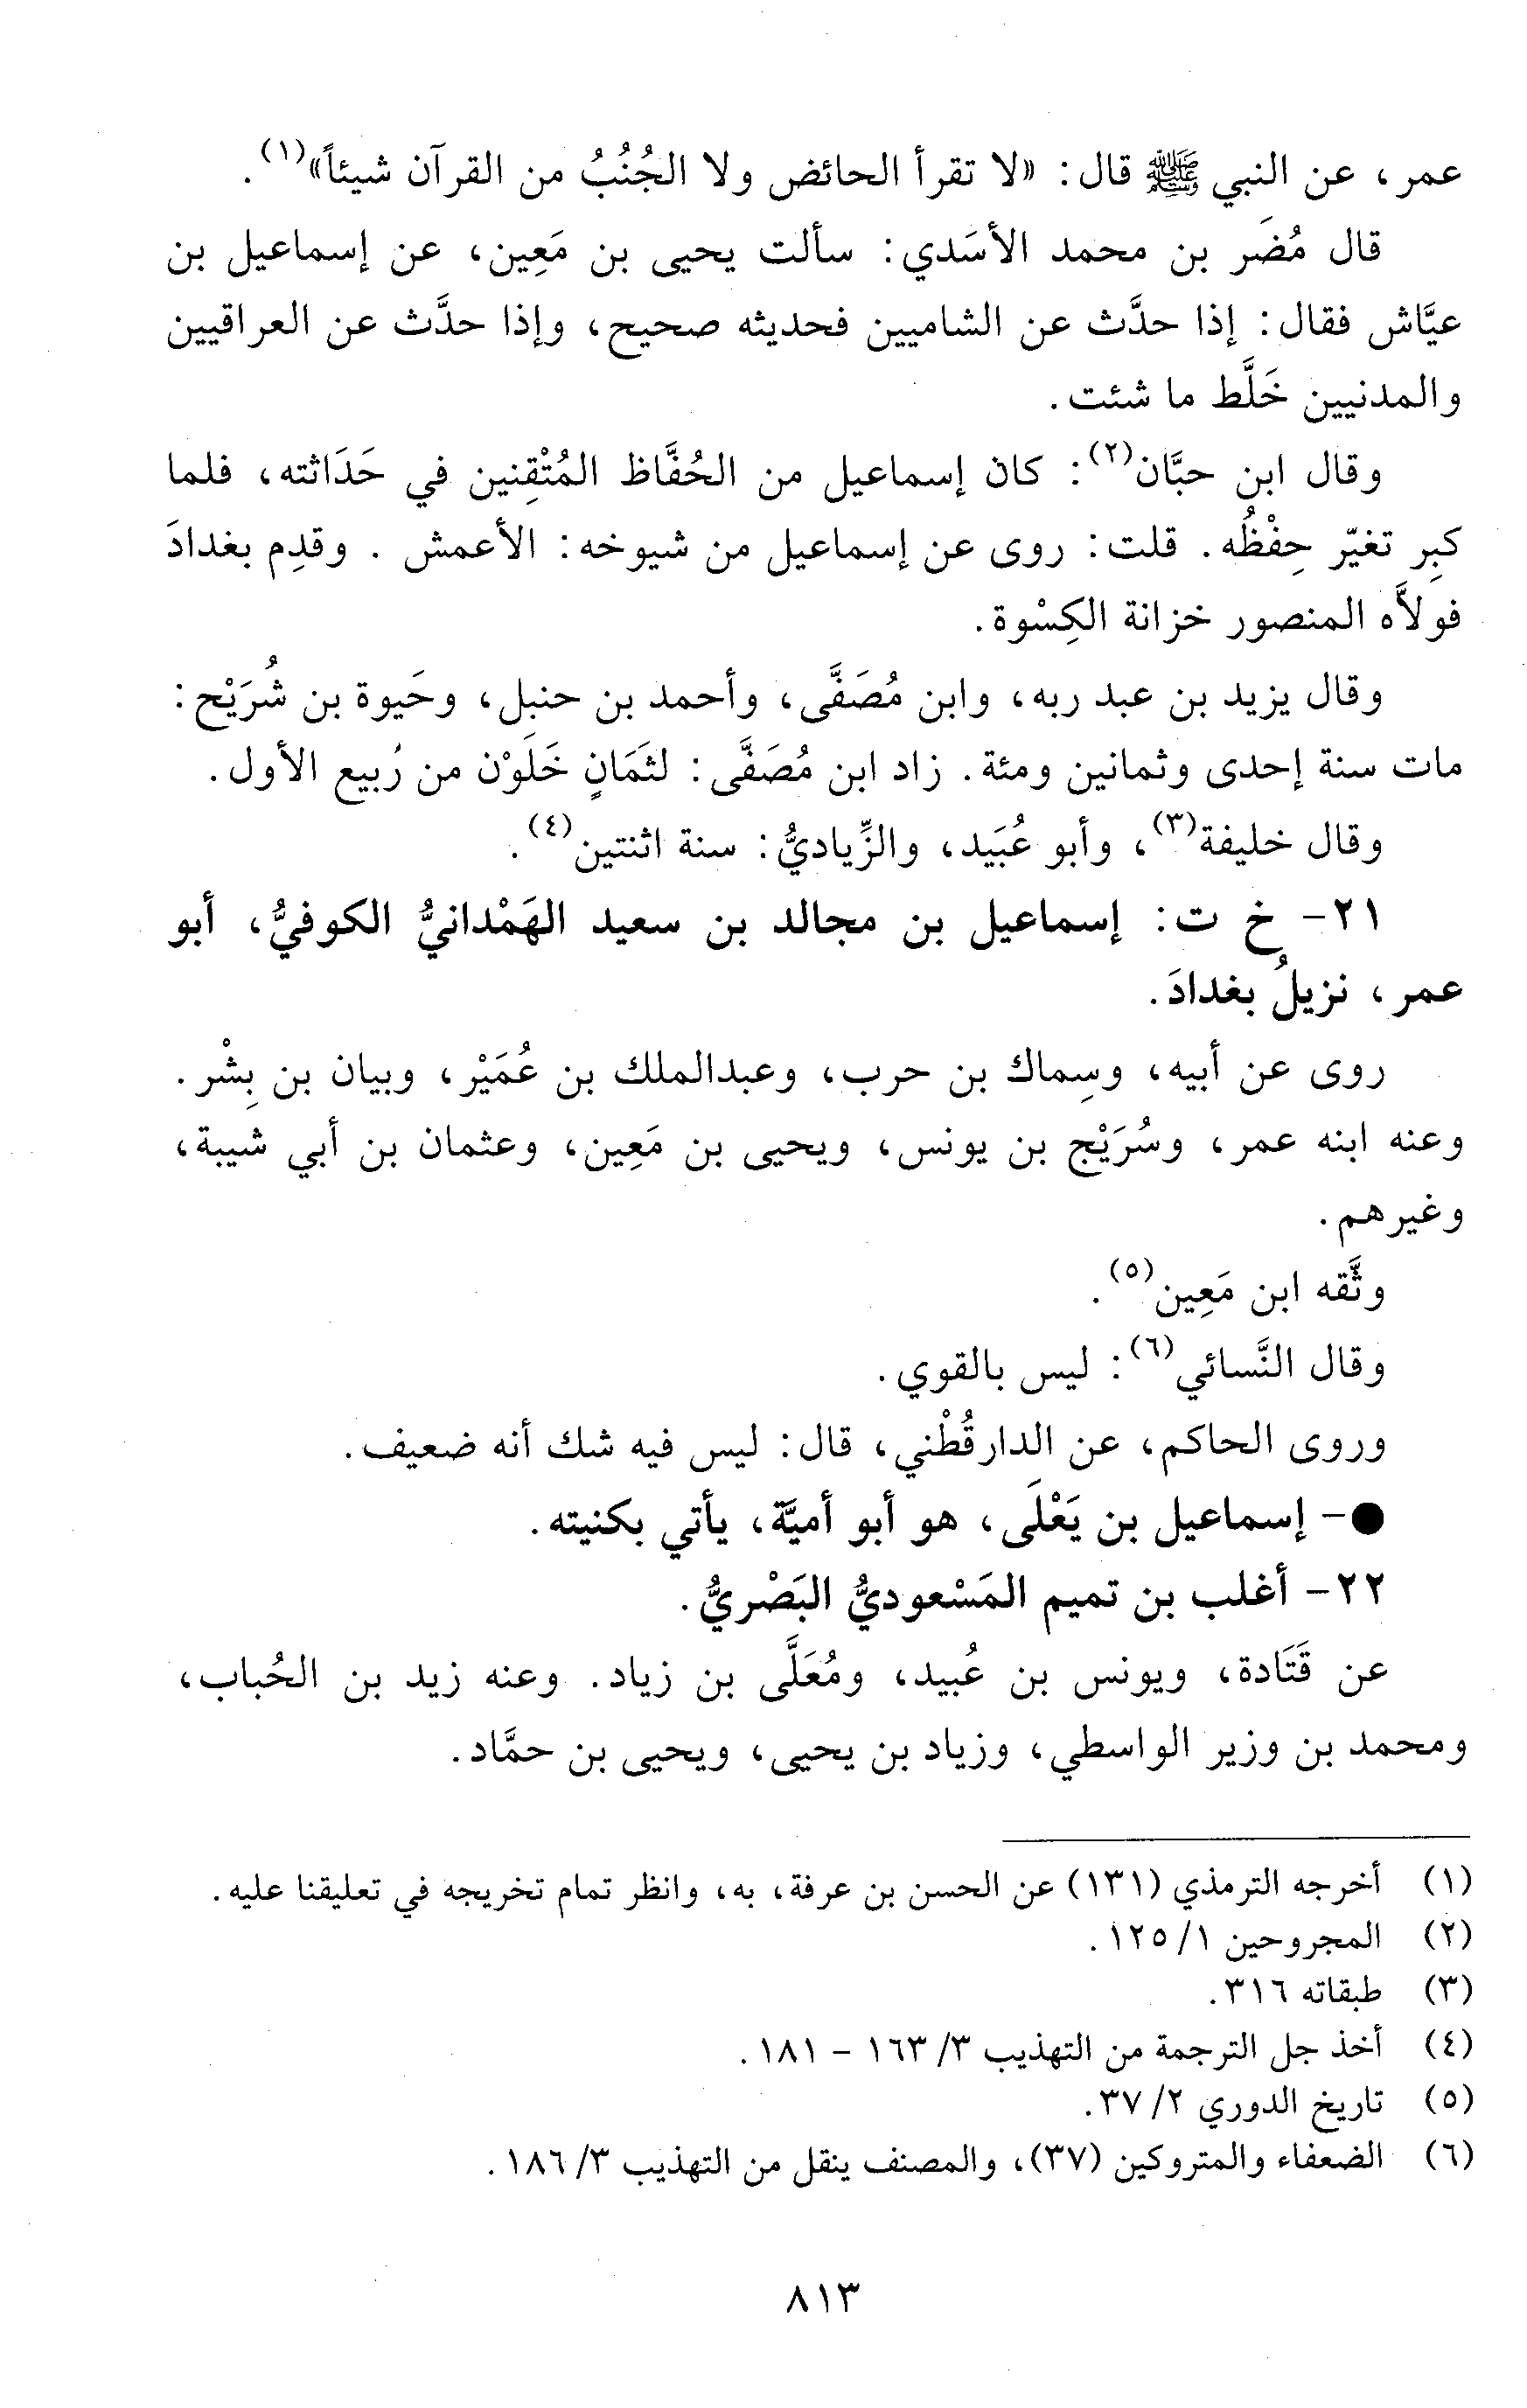 عمر، عن النبي ﷺ قال: «لا تقرأ الحائض ولا الجُنُبُ من القرآن شيئاً»(١).
قال مُضَر بن محمد الأسَدي: سألت يحيى بن مَعِين، عن إسماعيل بن
عيَّاش فقال: إذا حدَّث عن الشاميين فحديثه صحيح، وإذا حدَّث عن العراقيين
والمدنيين خَلَّط ما شئت.
وقال ابن حبَّان(٢): كان إسماعيل من الحُفَّاظ المُتْقِنين في حَدَاثته، فلما
كبِر تغيّر حِفْظُه. قلت: روى عن إسماعيل من شيوخه: الأعمش. وقدِم بغدادَ
فولاَّه المنصور خزانة الكِسْوة.
وقال يزيد بن عبد ربه، وابن مُصَفَّى، وأحمد بن حنبل، وحَيوة بن شُرَيْح:
مات سنة إحدى وثمانين ومئة. زاد ابن مُصَفَّى: لثَمَانٍ خَلَوْن من رُبيع الأول.
وقال خليفة(٣)، وأبو عُبَيد، والزِّياديُّ: سنة اثنتين(٤).
٢١- خ ت: إسماعيل بن مجالد بن سعيد الهَمْدانيُّ الكوفيُّ، أبو
عمر، نزيلُ بغدادَ.
روى عن أبيه، وسِماك بن حرب، وعبدالملك بن عُمَيْر، وبيان بن بِشْر.
وعنه ابنه عمر، وسُرَيْج بن يونس، ويحيى بن مَعِين، وعثمان بن أبي شيبة،
وغيرهم.
وثَّقه ابن مَعِين(٥).
وقال النَّسائي(٦): ليس بالقوي.
وروى الحاكم، عن الدارقُطْني، قال: ليس فيه شك أنه ضعيف.
●- إسماعيل بن يَعْلَى، هو أبو أميَّة، يأتي بكنيته.
٢٢- أغلب بن تميم المَسْعوديُّ البَصْريُّ.
عن قَتَادة، ويونس بن عُبيد، ومُعَلَّى بن زياد. وعنه زيد بن الحُباب،
ومحمد بن وزير الواسطي، وزياد بن يحيى، ويحيى بن حمَّاد.
(١) أخرجه الترمذي (١٣١) عن الحسن بن عرفة، به، وانظر تمام تخريجه في تعليقنا عليه.
(٢) المجروحين ١/ ١٢٥.
(٣) طبقاته ٣١٦.
(٤) أخذ جل الترجمة من التهذيب ٣/ ١٦٣ - ١٨١.
(٥) تاريخ الدوري ٢/ ٣٧.
(٦) الضعفاء والمتروكين (٣٧)، والمصنف ينقل من التهذيب ٣/ ١٨٦.
٨١٣